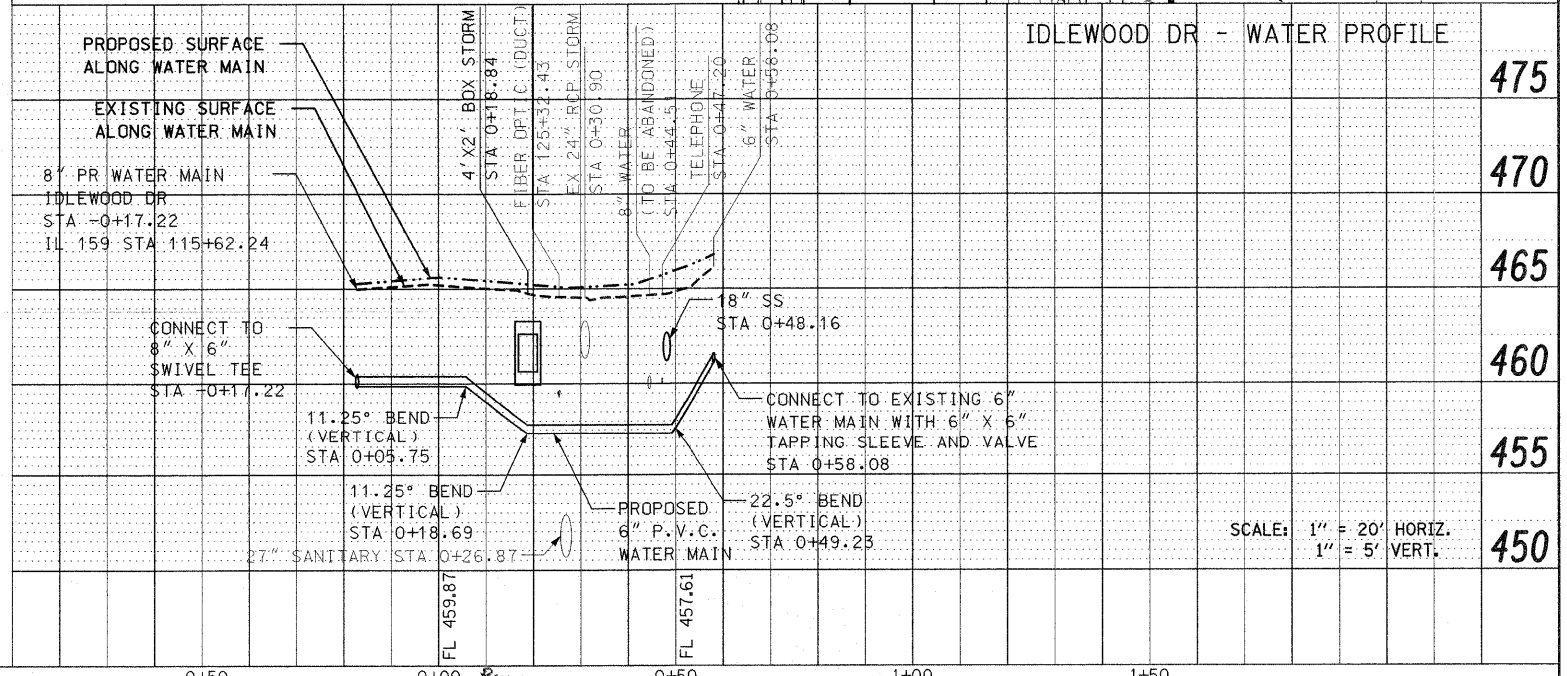 IDLEWOOD DR - WATER PROFILE
PROPOSED SURFACE
ALONG WATER MAIN
EXISTING SURFACE
ALONG WATER MAIN
8" PR WATER MAIN
IDLEWOOD DR
STA -0+17.22
IL 159 STA 115+62.24
4'X2' BOX STORM
STA 0+18.84
FIBER OPTIC (DUCT)
STA 125+32.43
EX 24" RCP STORM
STA 0+30.90
8" WATER
(TO BE ABANDONED)
STA 0+44.51
TELEPHONE
STA 0+47.20
6" WATER
STA 0+58.08
475
470
465
460
455
450
18" SS
STA 0+48.16
CONNECT TO
8" X 6"
SWIVEL TEE
STA -0+17.22
11.25° BEND
(VERTICAL)
STA 0+05.75
11.25° BEND
(VERTICAL)
STA 0+18.69
27" SANITARY STA 0+26.87
PROPOSED
6" P.V.C.
WATER MAIN
22.5° BEND
(VERTICAL)
STA 0+49.23
CONNECT TO EXISTING 6"
WATER MAIN WITH 6" X 6"
TAPPING SLEEVE AND VALVE
STA 0+58.08
SCALE: 1" = 20' HORIZ.
1" = 5' VERT.
FL 459.87
FL 457.61
0+50
0+00
0+50
1+00
1+50